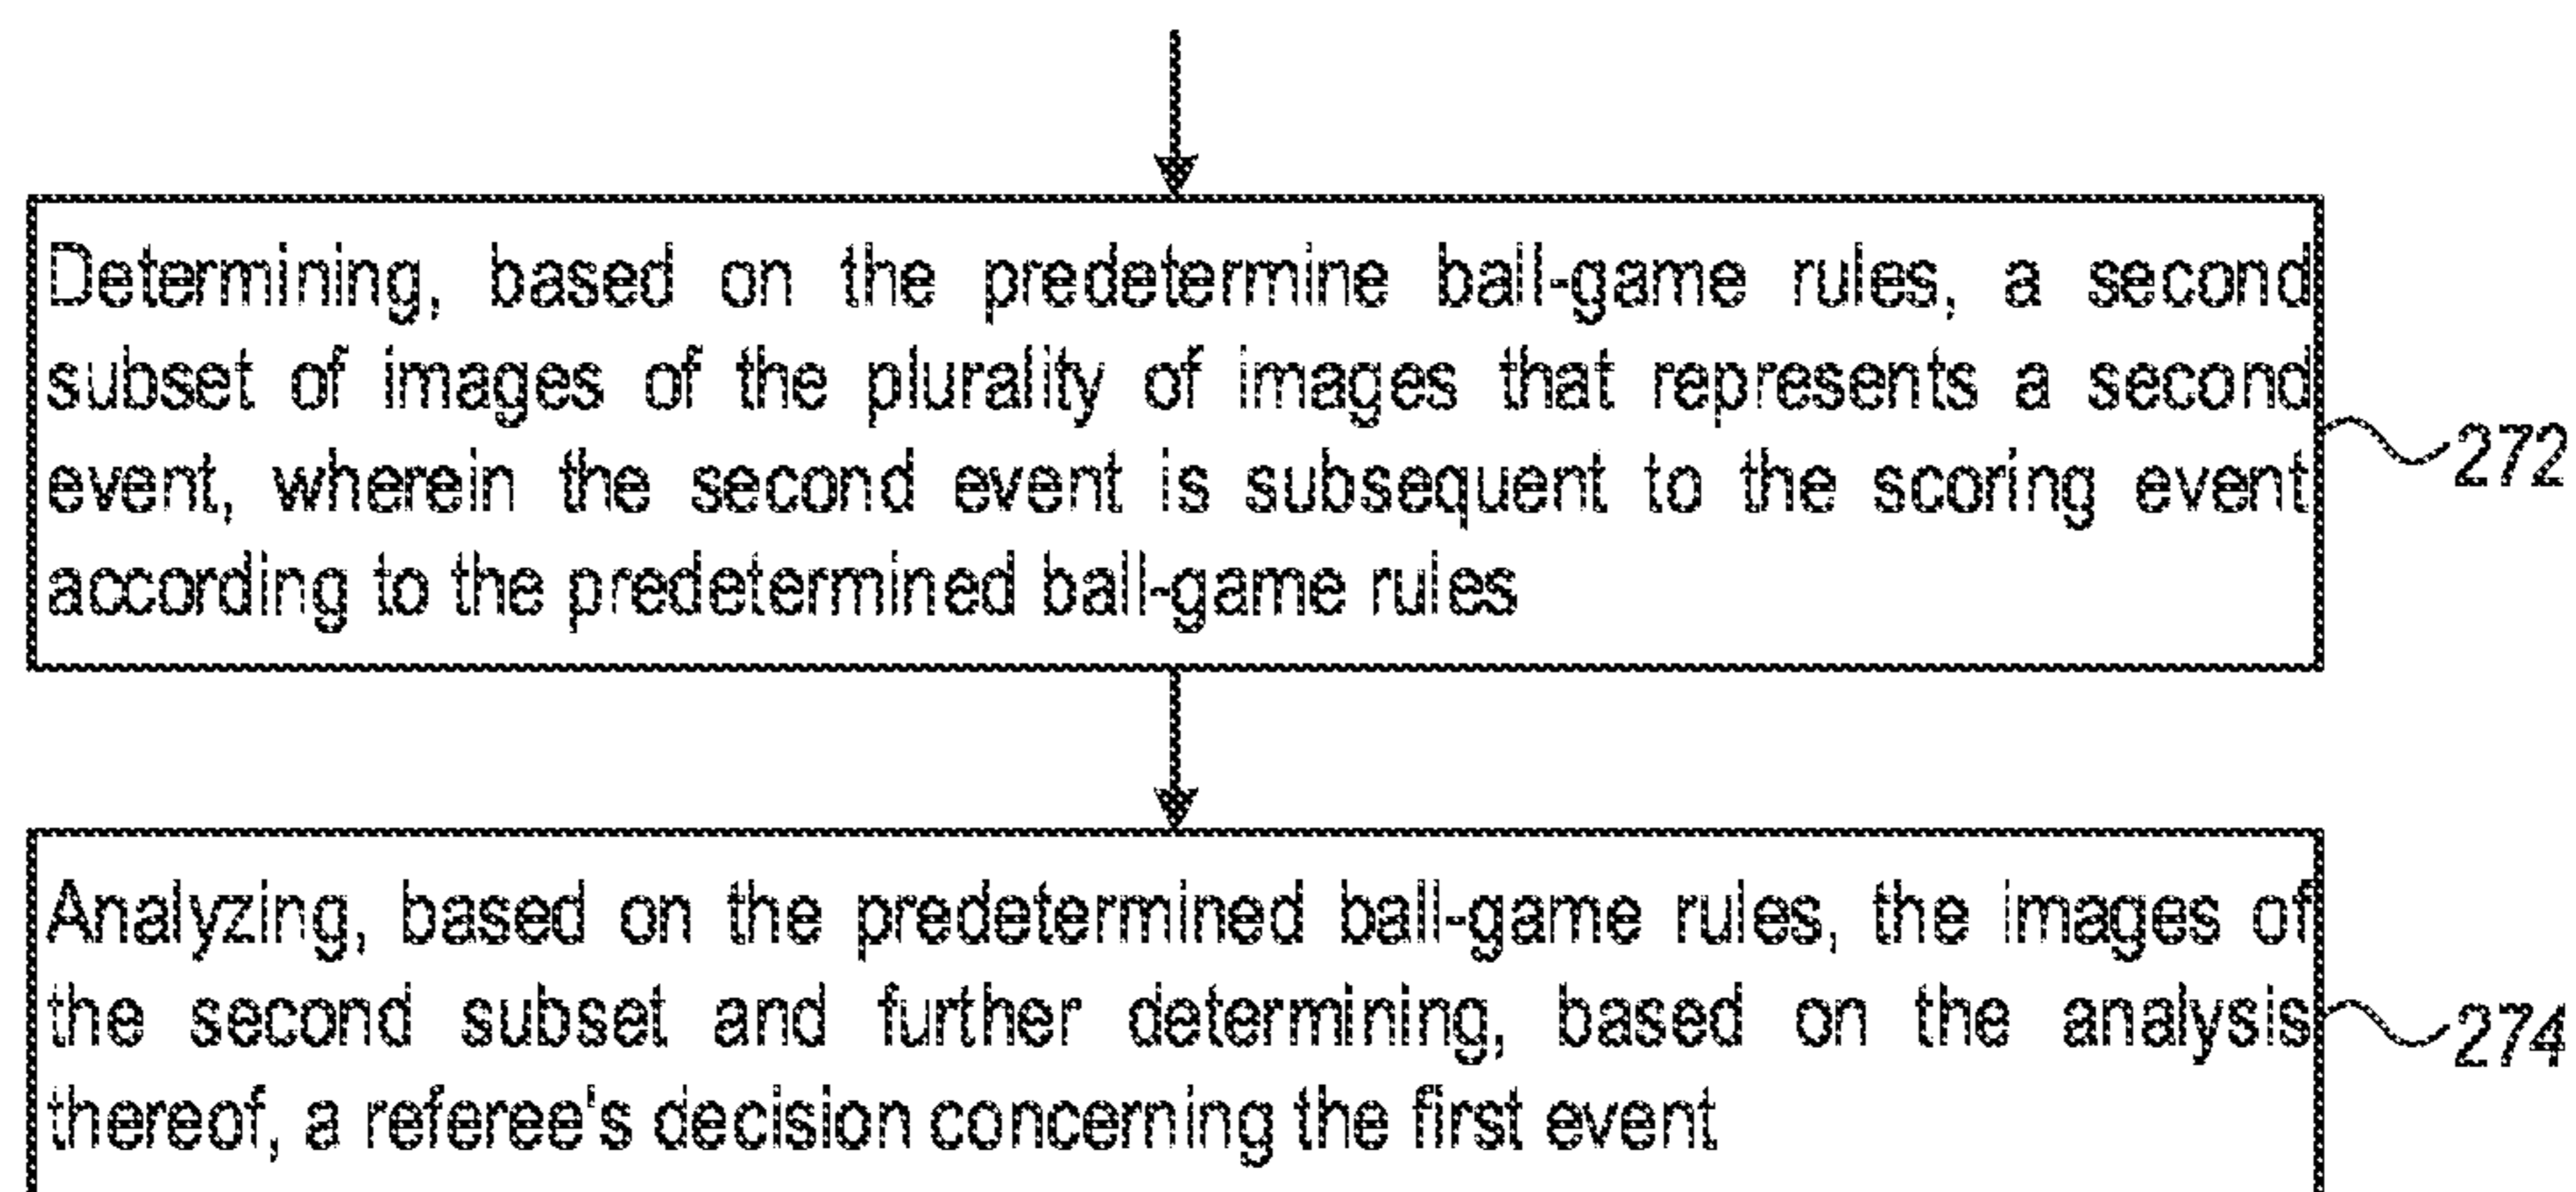 Determining, based on the predetermine ball-game rules, a second
subset of images of the plurality of images that represents a second
event, wherein the second event is subsequent to the scoring event
according to the predetermined ball-game rules
272
Analyzing, based on the predetermined ball-game rules, the images of
the second subset and further determining, based on the analysis
thereof, a referee's decision concerning the first event
274